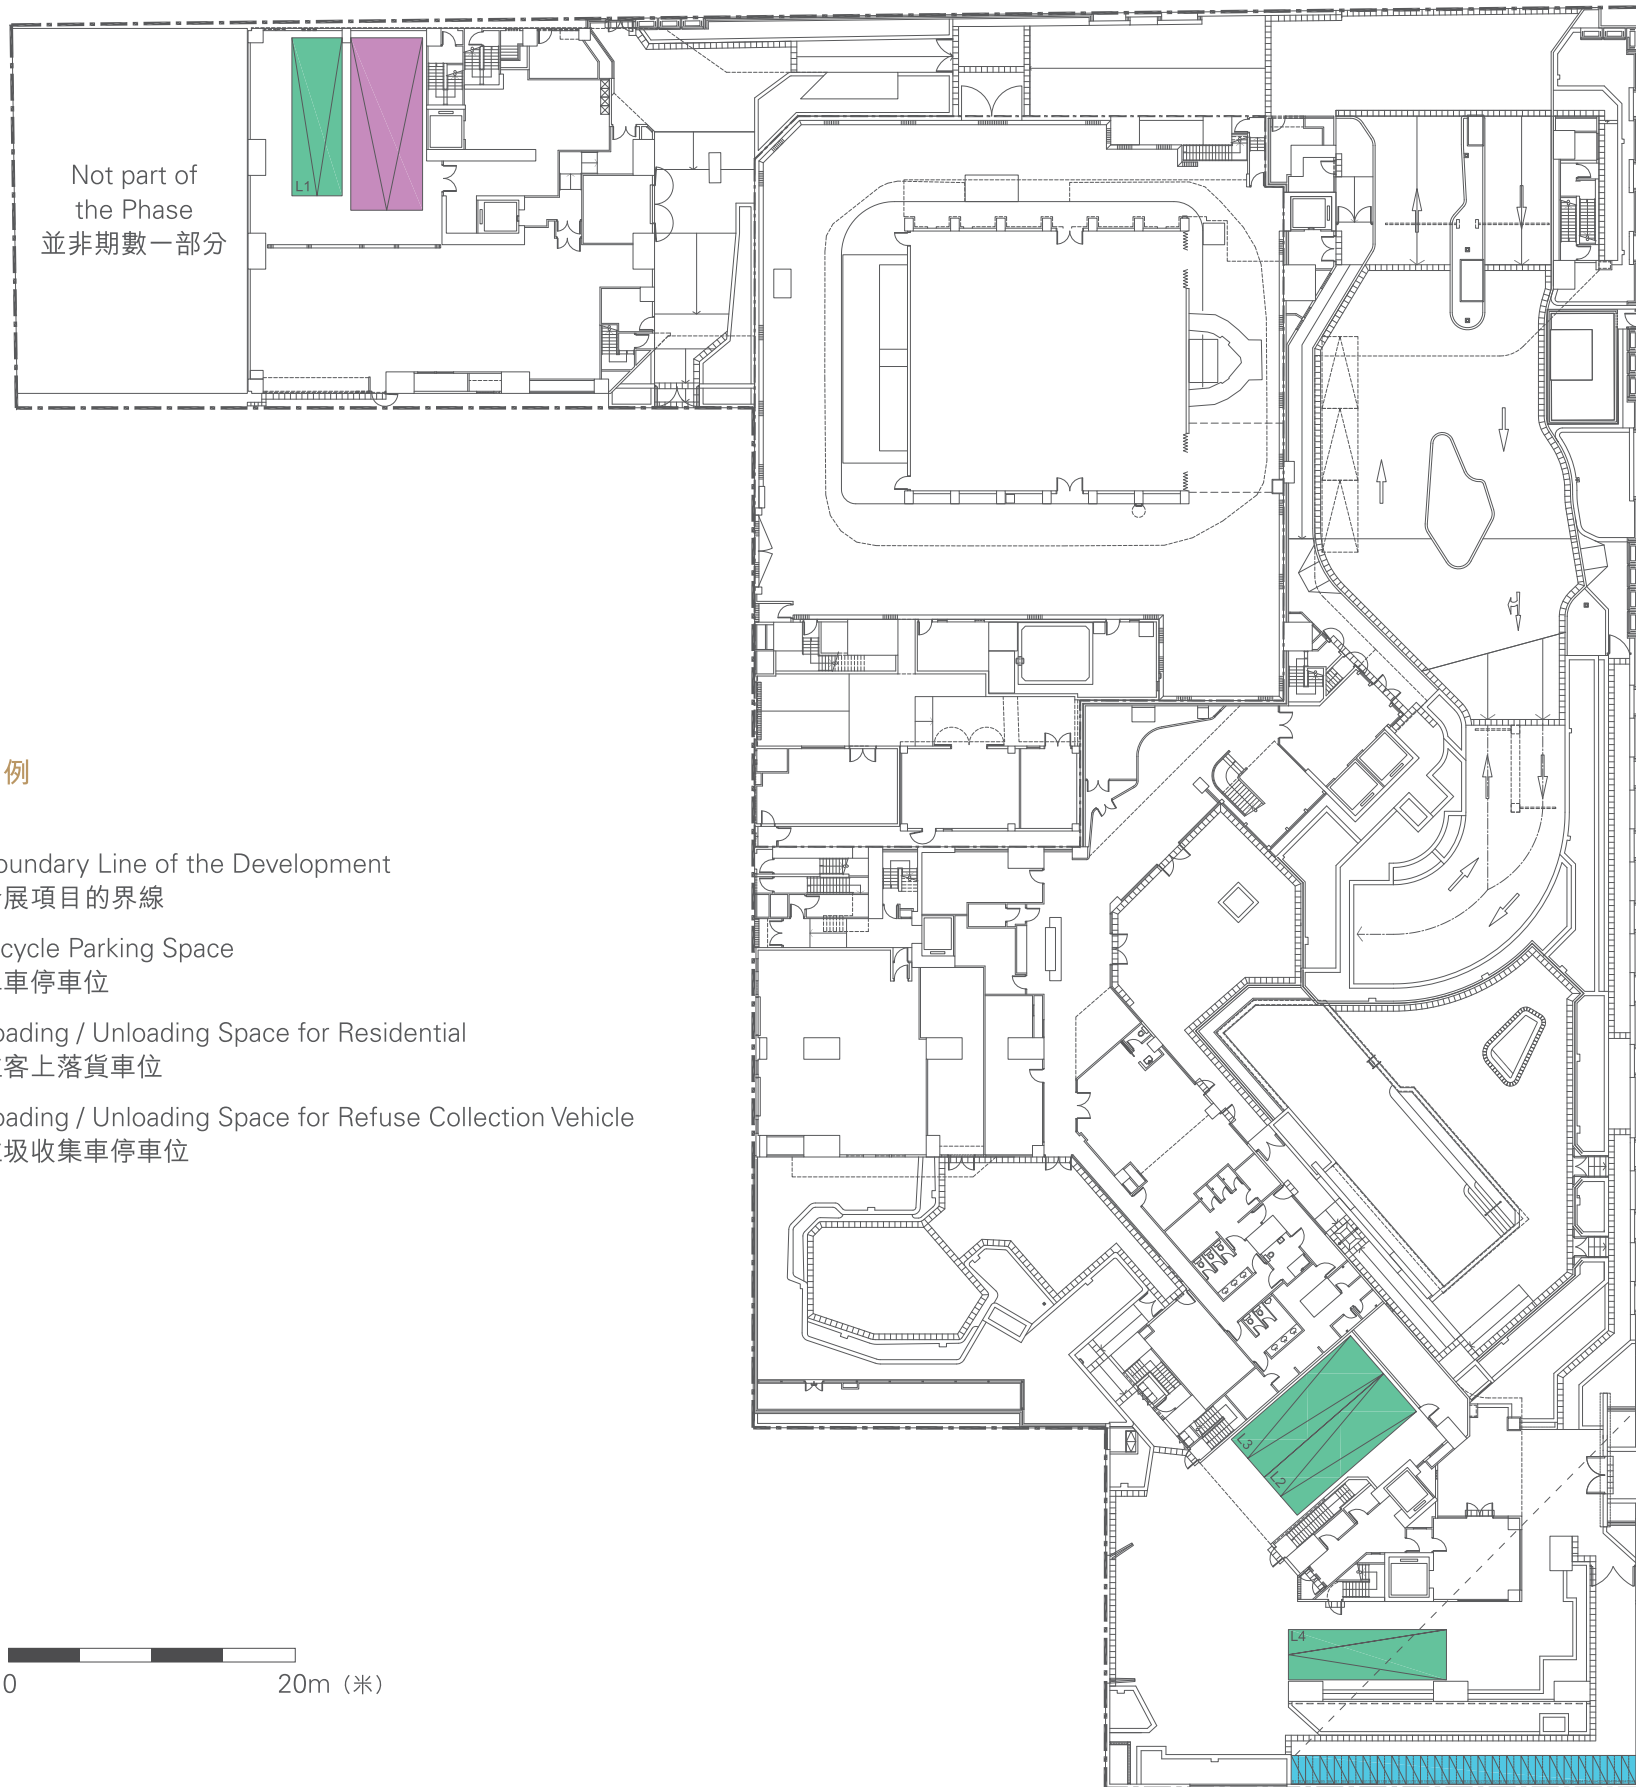 Not part of
the Phase
並非期數一部分
L1
例
oundary Line of the Development
展項目的界線
cycle Parking Space
車停車位
oading / Unloading Space for Residential
客上落貨車位
oading / Unloading Space for Refuse Collection Vehicle
圾收集車停車位
L3
L2
L4
0 20m（米）